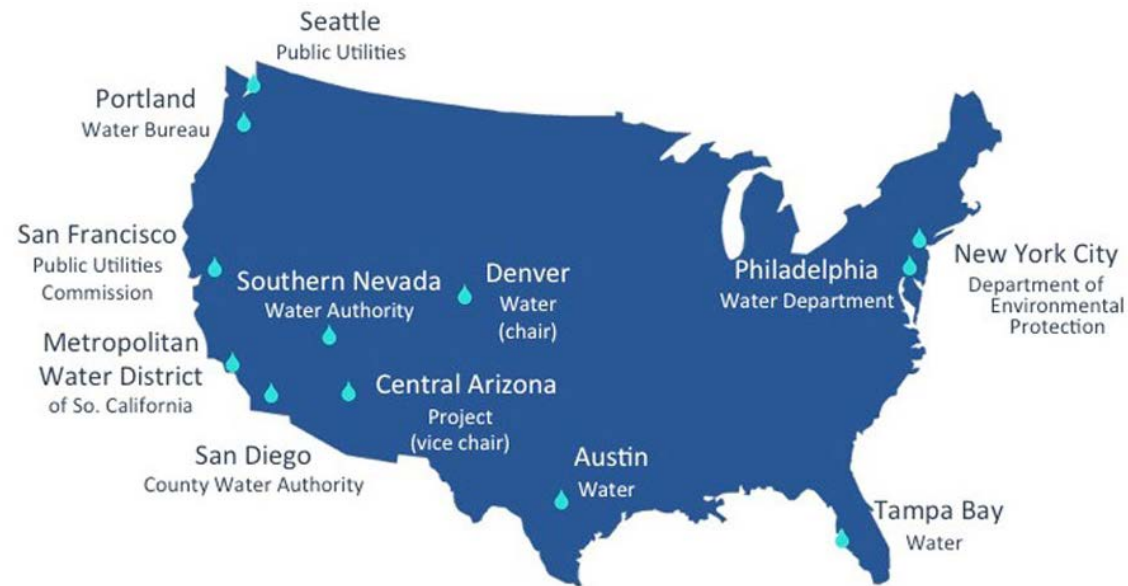 Seattle
Public Utilities
Portland
Water Bureau
San Francisco
Public Utilities
Commission
Southern Nevada
Water Authority
Denver
Water
(chair)
Philadelphia
Water Department
New York City
Department of
Environmental
Protection
Metropolitan
Water District
of So. California
Central Arizona
Project
(vice chair)
San Diego
County Water Authority
Austin
Water
Tampa Bay
Water